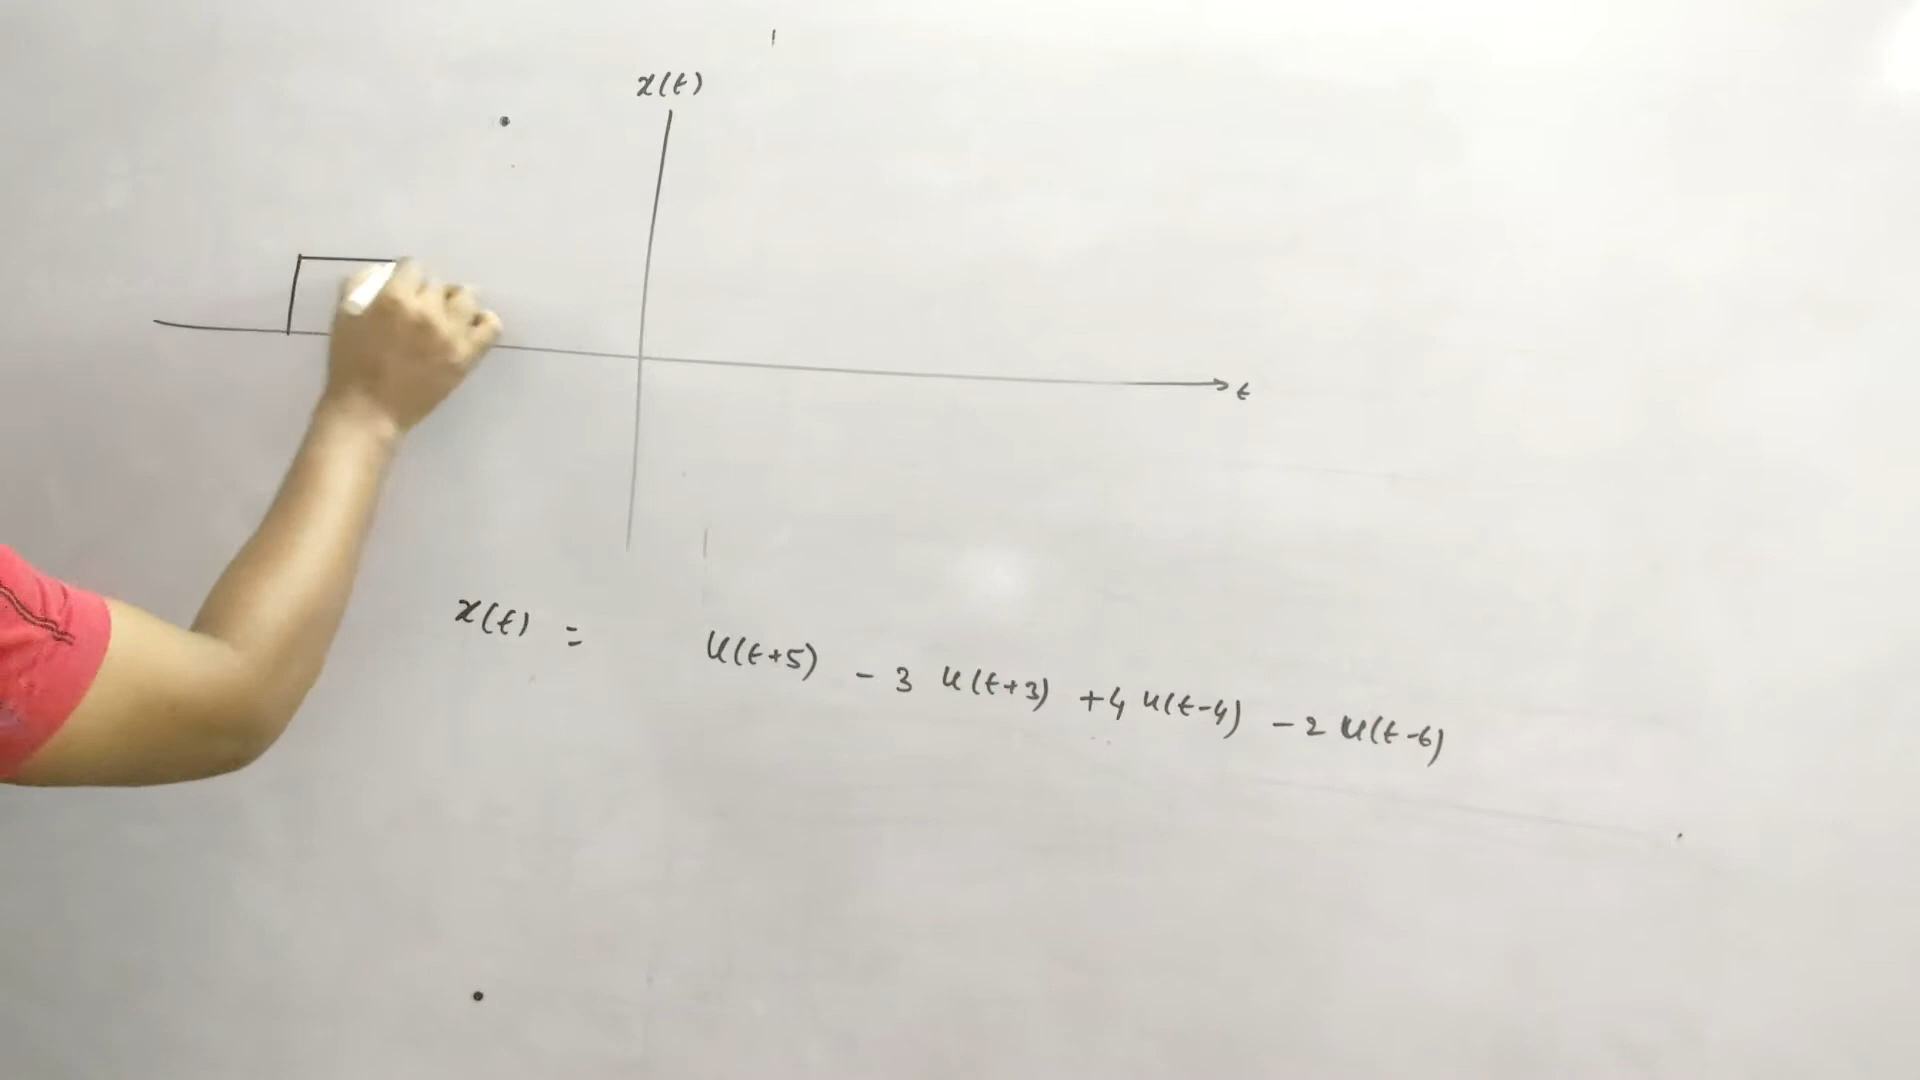 x(t)
t
x(t) = u(t+5) - 3 u(t+3) + 4 u(t-4) - 2 u(t-6)